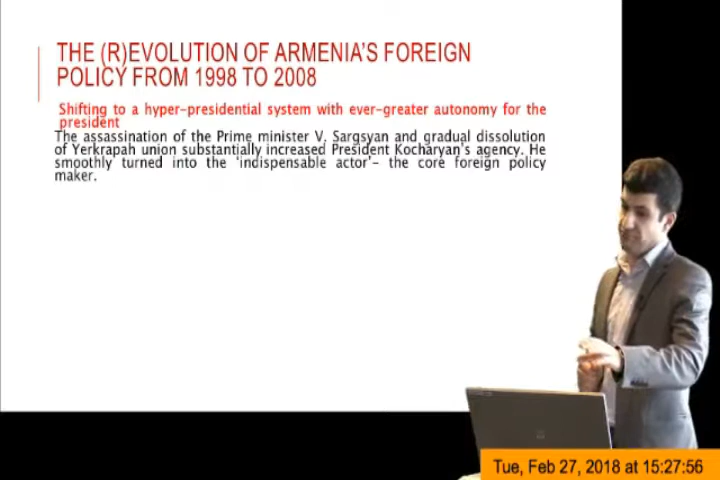 THE (R)EVOLUTION OF ARMENIA'S FOREIGN
POLICY FROM 1998 TO 2008
Shifting to a hyper-presidential system with ever-greater autonomy for the
president
The assassination of the Prime minister V. Sargsyan and gradual dissolution
of Yerkrapah union substantially increased President Kocharyan's agency. He
smoothly turned into the 'indispensable actor'- the core foreign policy
maker.
Tue, Feb 27, 2018 at 15:27:56